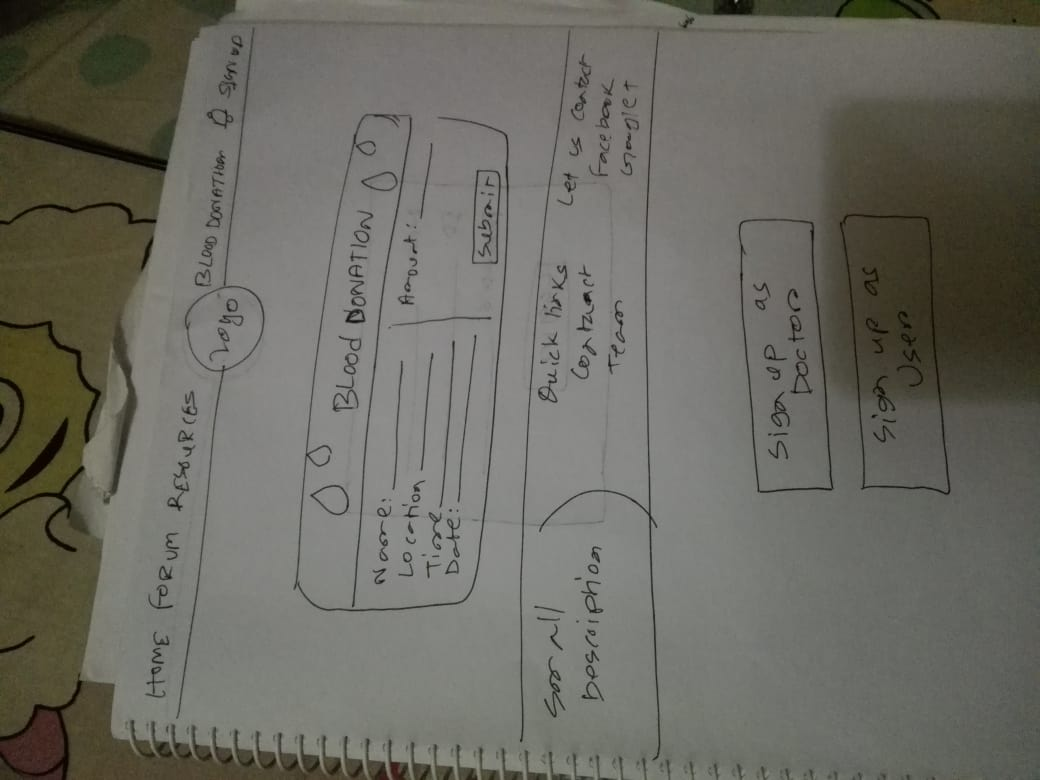 HOME FORUM RESOURCES logo BLOOD DONATION SIGN UP
BLOOD DONATION
Name:
Location
Time
Date:
Amount:
Submit
Small
Description
Quick links
Contact
Team
Let us contact
Facebook
Google+
Sign up as
Doctor
Sign up as
User